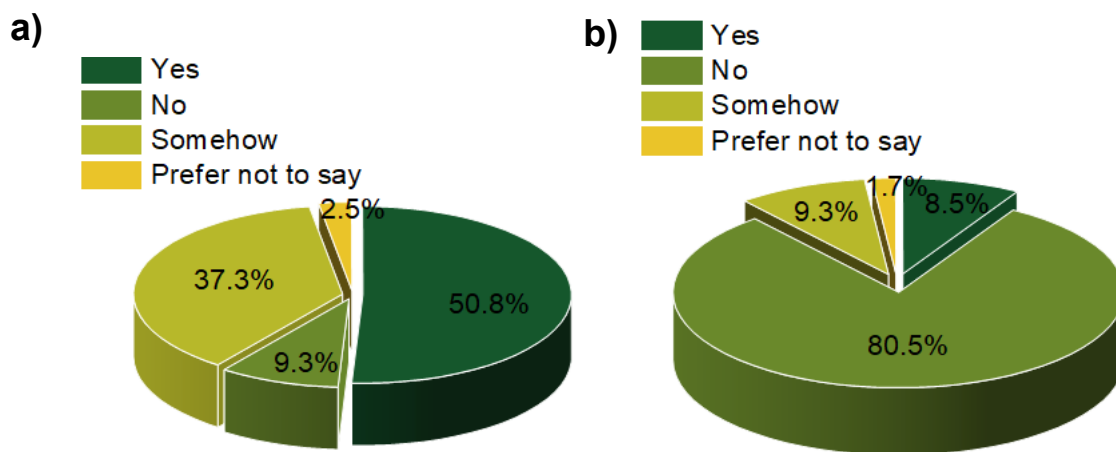 a)
Yes
No
Somehow
Prefer not to say
2.5%
37.3%
50.8%
9.3%
b)
Yes
No
Somehow
Prefer not to say
1.7%
9.3%
8.5%
80.5%